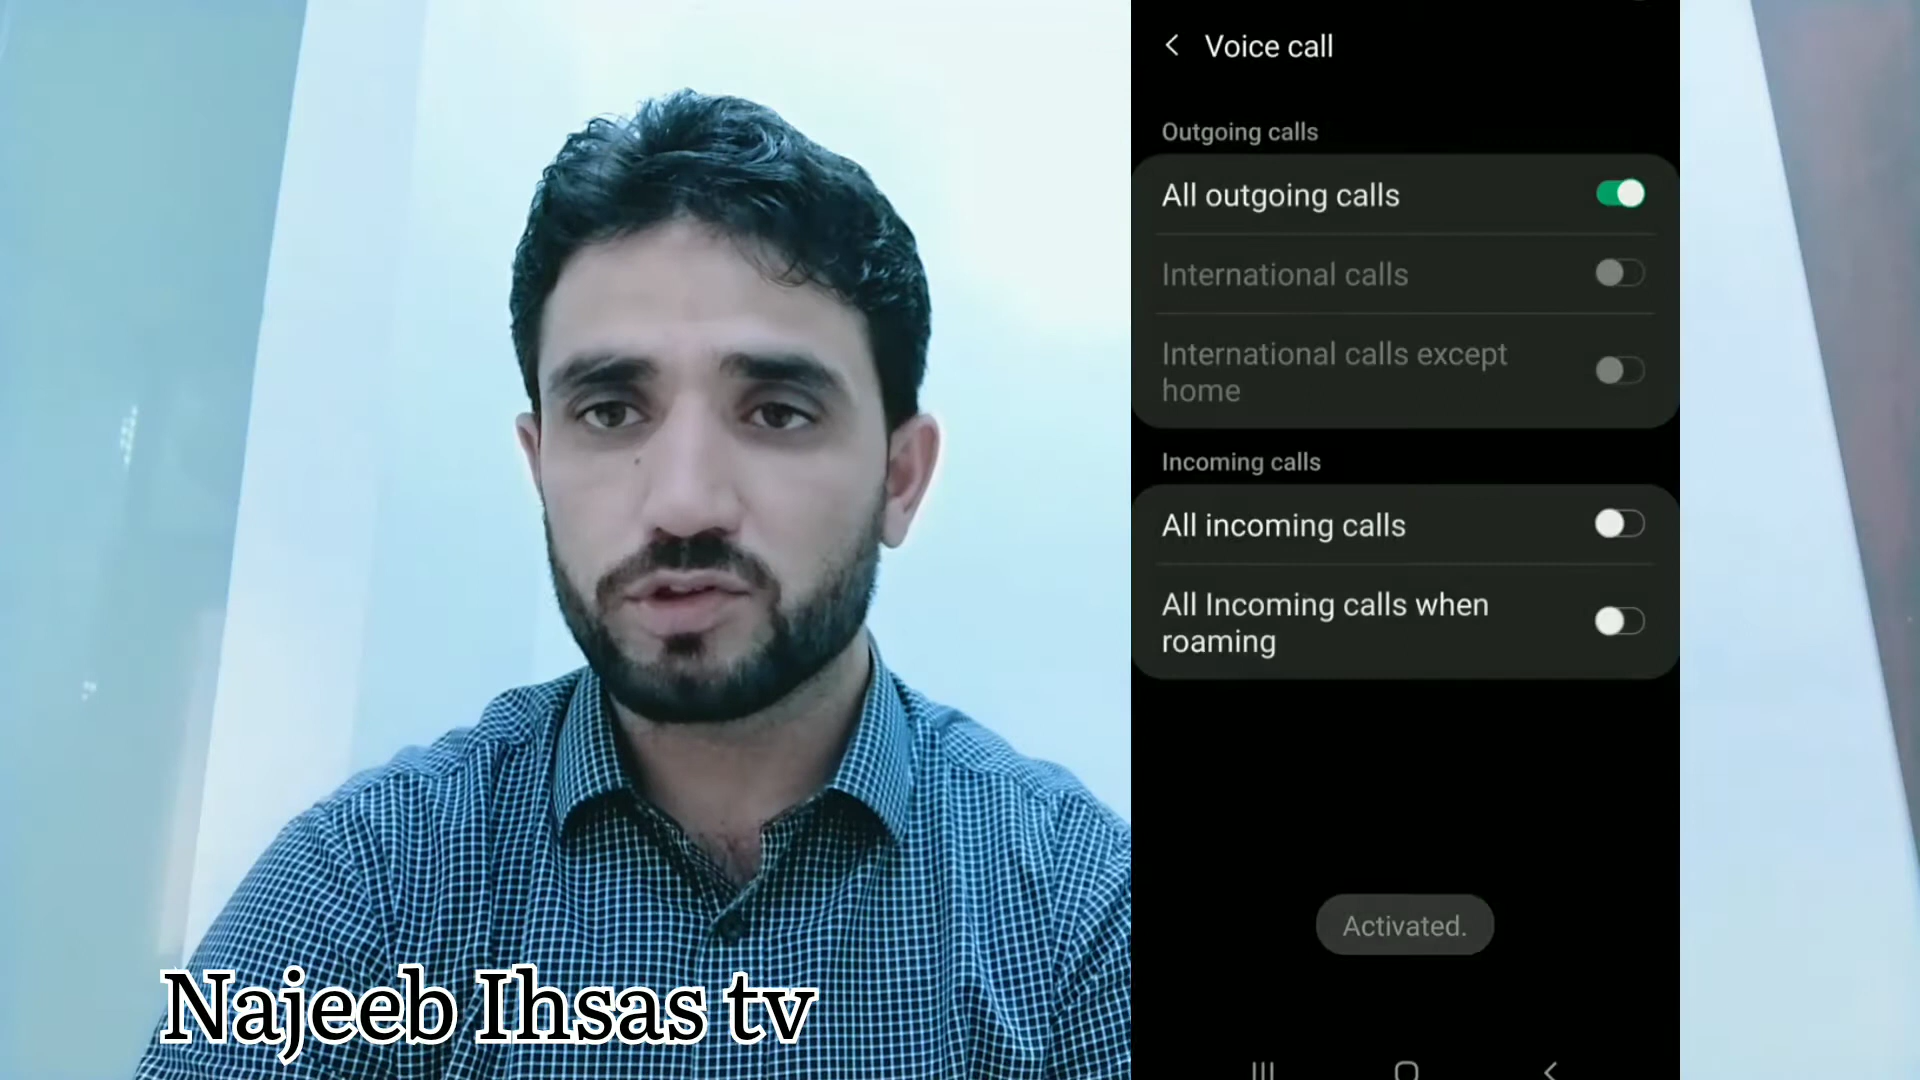 Voice call
Outgoing calls
All outgoing calls
International calls
International calls except
home
Incoming calls
All incoming calls
All Incoming calls when
roaming
Activated.
Najeeb Ihsas tv